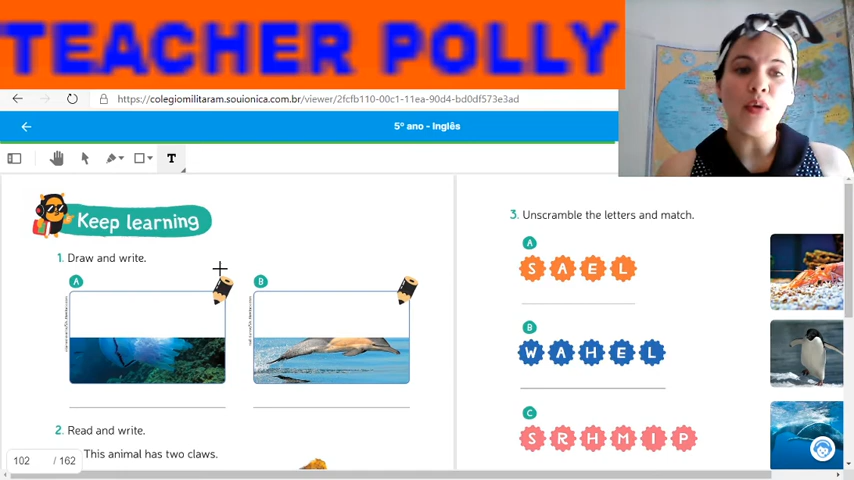 TEACHER POLLY
https://colegiomilitaram.souionica.com.br/viewer/2fcfb110-00c1-11ea-90d4-bd0df573e3ad
5º ano - Inglês
T
Keep learning
1. Draw and write.
A
B
2. Read and write.
This animal has two claws.
102 / 162
3. Unscramble the letters and match.
A
S A E L
B
W A H E L
C
S R H M I P